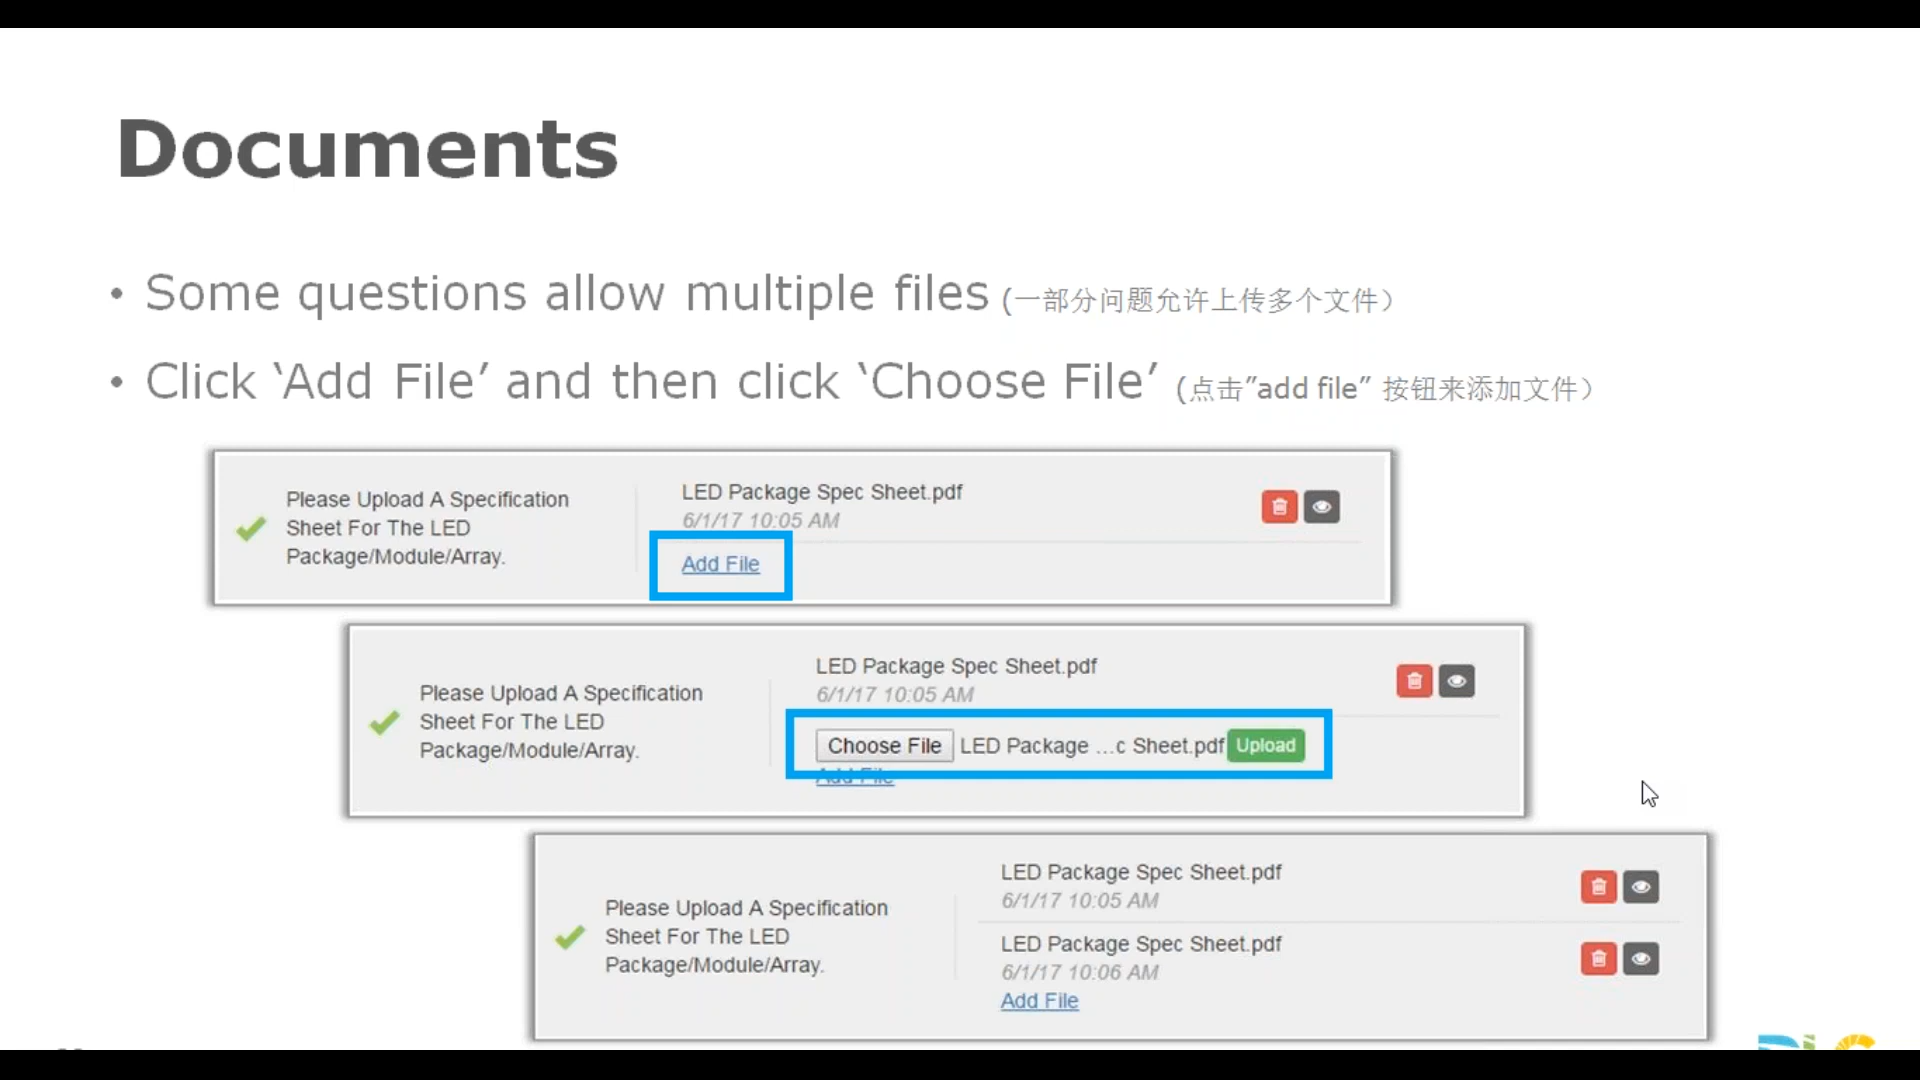 Documents
• Some questions allow multiple files (一部分问题允许上传多个文件）
• Click ‘Add File’ and then click ‘Choose File’ (点击”add file” 按钮来添加文件）
Please Upload A Specification
Sheet For The LED
Package/Module/Array.
LED Package Spec Sheet.pdf
6/1/17 10:05 AM
Add File
Please Upload A Specification
Sheet For The LED
Package/Module/Array.
LED Package Spec Sheet.pdf
6/1/17 10:05 AM
Choose File LED Package ...c Sheet.pdf Upload
Add File
Please Upload A Specification
Sheet For The LED
Package/Module/Array.
LED Package Spec Sheet.pdf
6/1/17 10:05 AM
LED Package Spec Sheet.pdf
6/1/17 10:06 AM
Add File